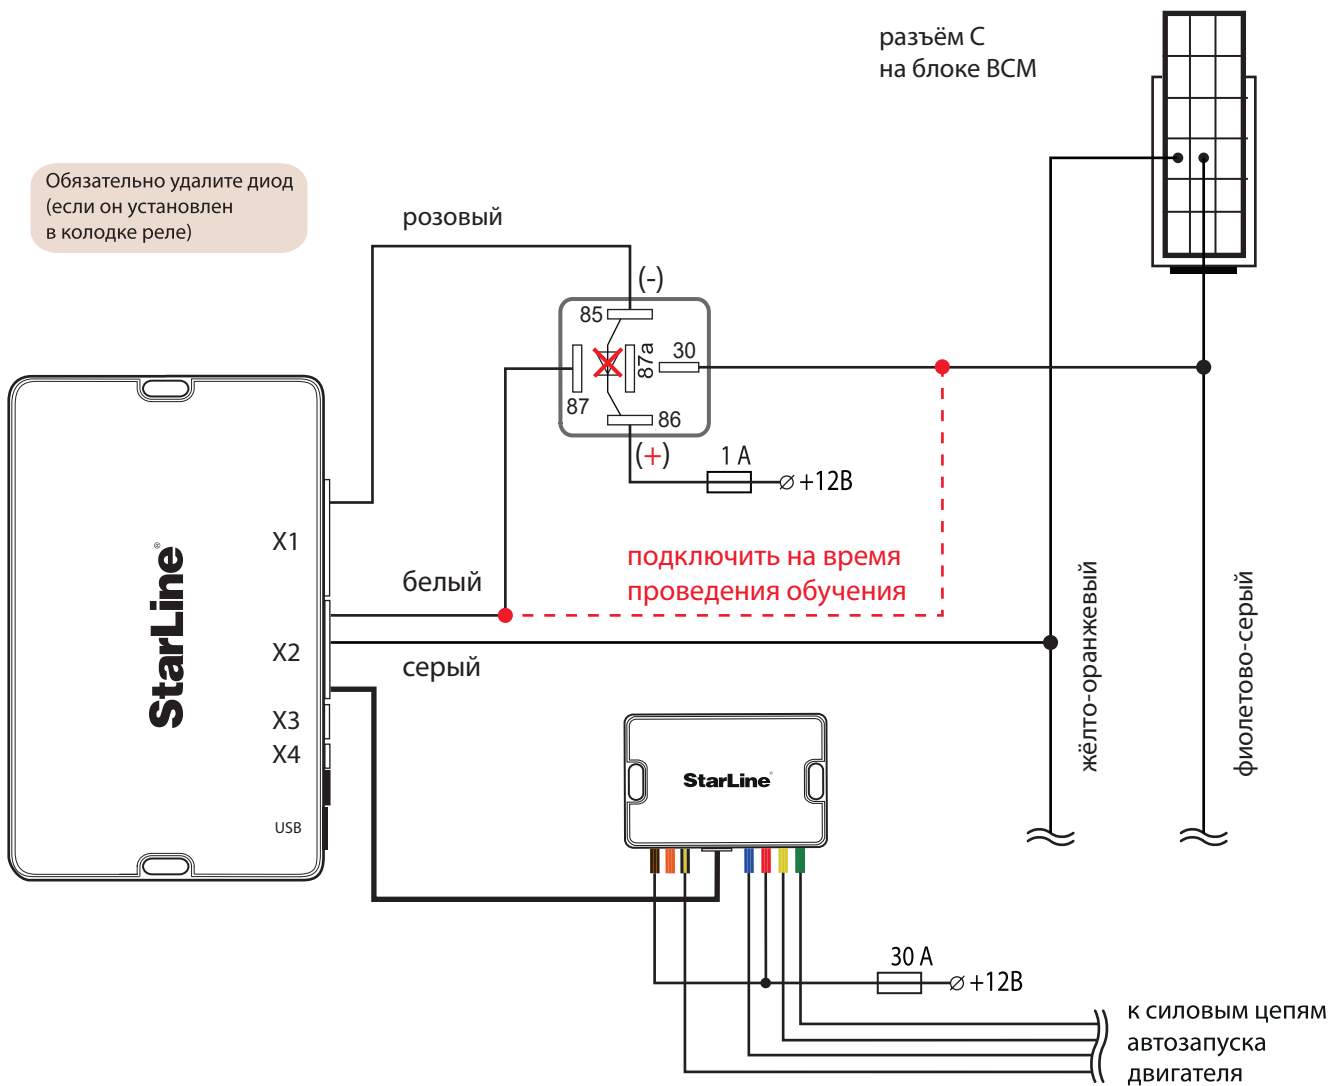 разъём С
на блоке BCM
Обязательно удалите диод
(если он установлен
в колодке реле)
розовый
(-)
85
30
87a
87
86
(+)
1 А
+12В
X1
StarLine®
белый
подключить на время
проведения обучения
X2
серый
жёлто-оранжевый
фиолетово-серый
X3
X4
USB
StarLine®
30 А
+12В
к силовым цепям
автозапуска
двигателя